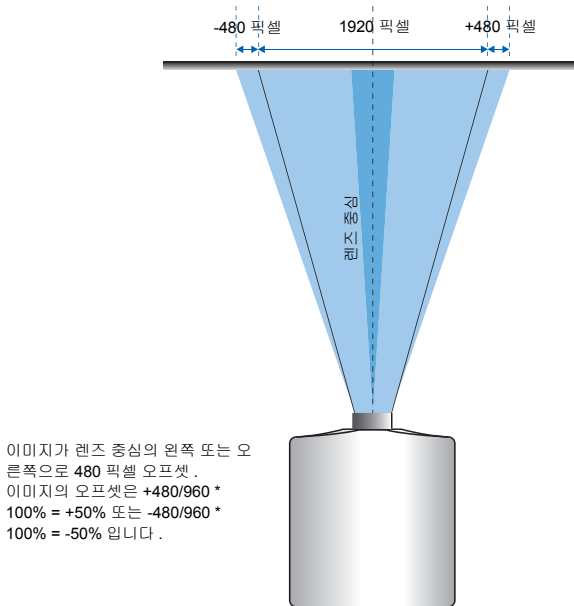 -480 픽셀 1920 픽셀 +480 픽셀
렌즈 중심
이미지가 렌즈 중심의 왼쪽 또는 오
른쪽으로 480 픽셀 오프셋 .
이미지의 오프셋은 +480/960 *
100% = +50% 또는 -480/960 *
100% = -50% 입니다 .